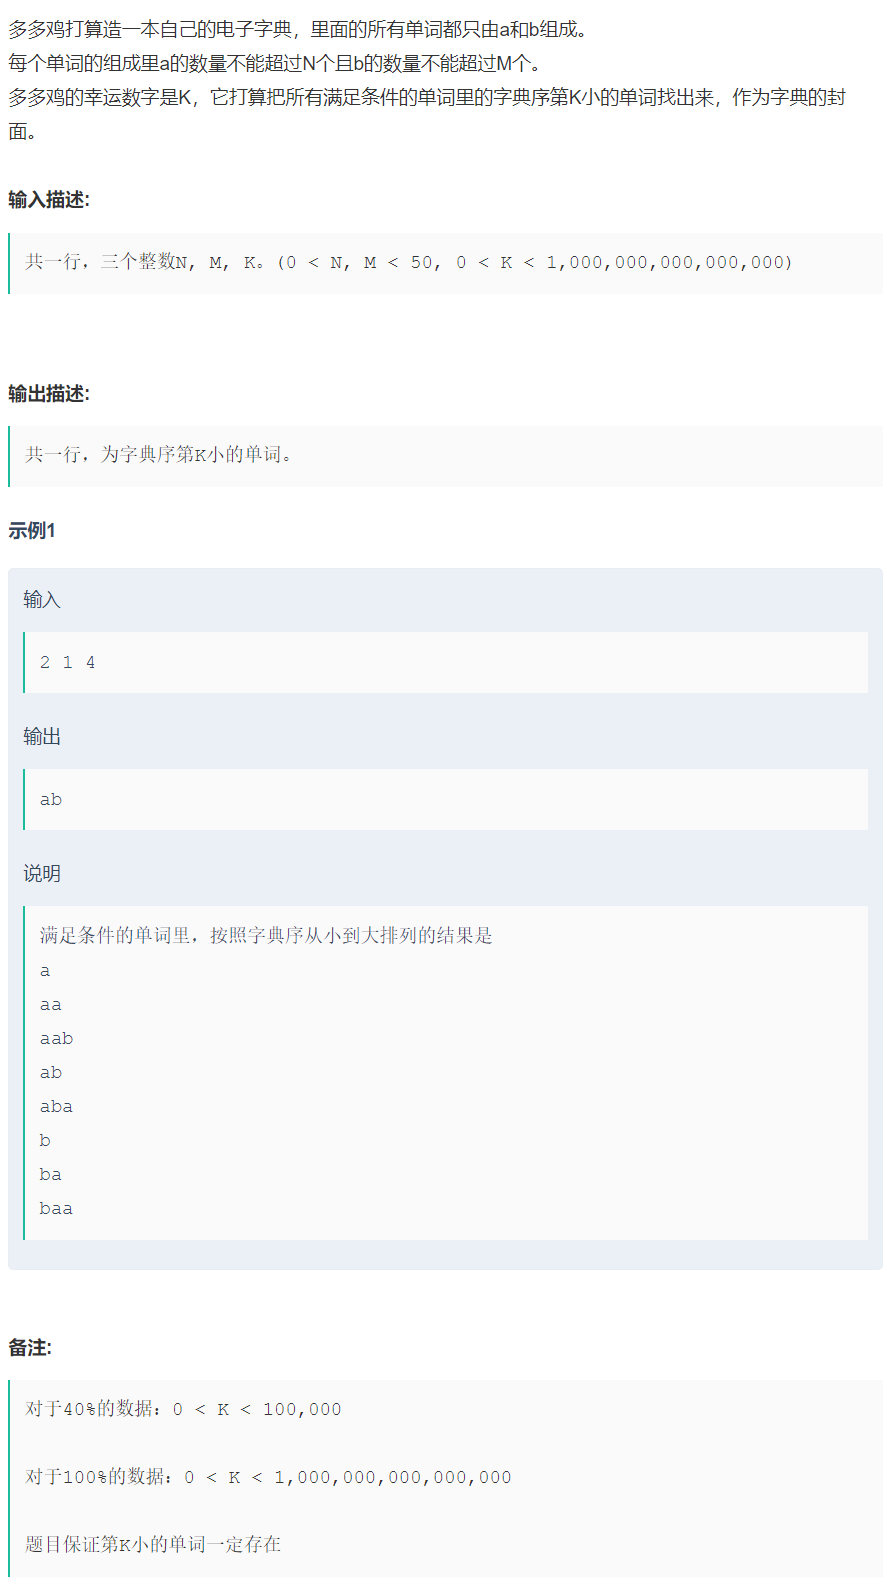 多多鸡打算造一本自己的电子字典，里面的所有单词都只由a和b组成。
每个单词的组成里a的数量不能超过N个且b的数量不能超过M个。
多多鸡的幸运数字是K，它打算把所有满足条件的单词里的字典序第K小的单词找出来，作为字典的封
面。
输入描述:
共一行，三个整数N, M, K。(0 < N, M < 50, 0 < K < 1,000,000,000,000,000)
输出描述:
共一行，为字典序第K小的单词。
示例1
输入
2 1 4
输出
ab
说明
满足条件的单词里，按照字典序从小到大排列的结果是
a
aa
aab
ab
aba
b
ba
baa
备注:
对于40%的数据：0 < K < 100,000
对于100%的数据：0 < K < 1,000,000,000,000,000
题目保证第K小的单词一定存在